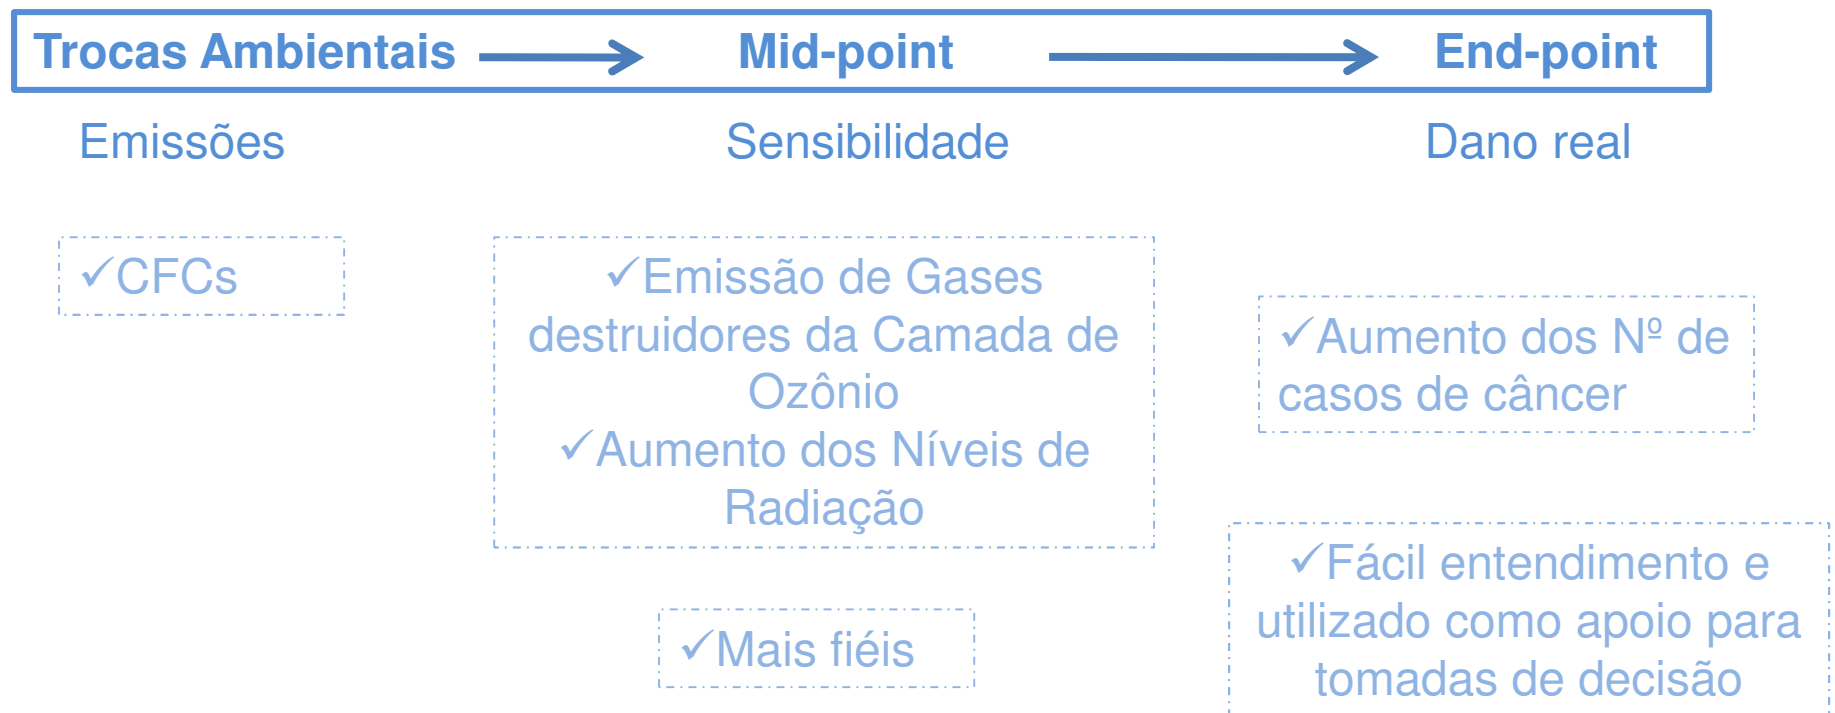 Trocas Ambientais
Mid-point
End-point
Emissões
Sensibilidade
Dano real
✓CFCs
✓Emissão de Gases
destruidores da Camada de
Ozônio
✓Aumento dos Níveis de
Radiação
✓Aumento dos Nº de
casos de câncer
✓Mais fiéis
✓Fácil entendimento e
utilizado como apoio para
tomadas de decisão